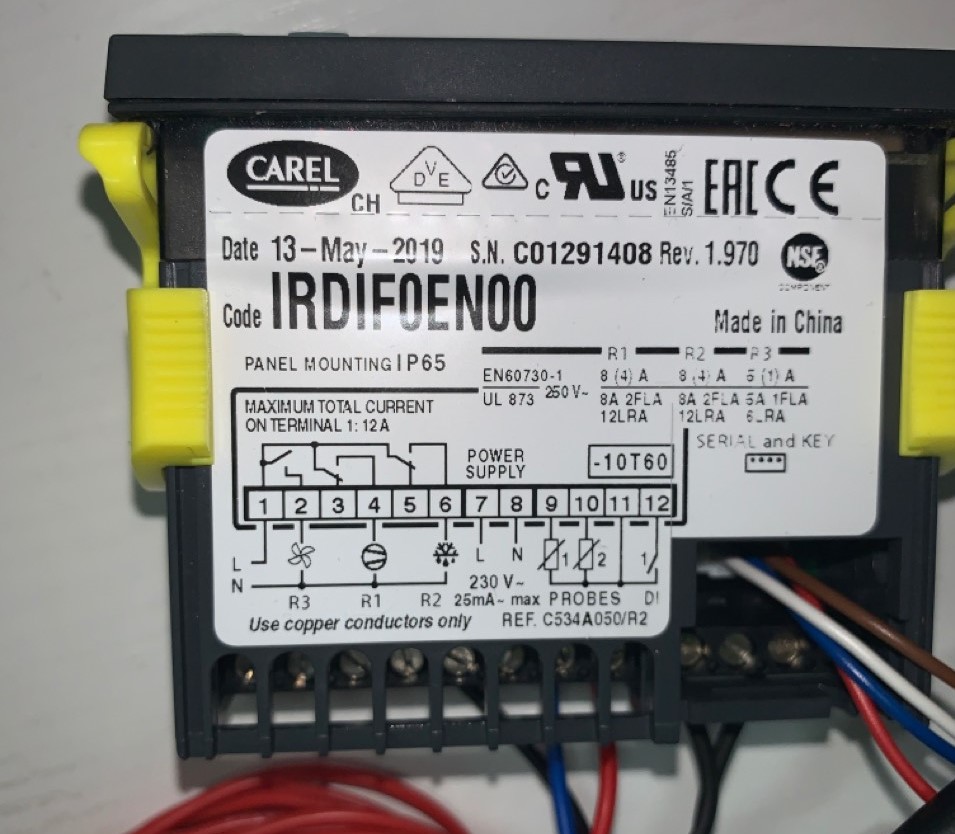 CAREL
CH
DVE
C RU® US
EN13485
S/A/1
EAC CE
Date 13-May-2019 S.N. C01291408 Rev. 1.970
NSF®
COMPONENT
Code IRDIF0EN00
Made in China
PANEL MOUNTING IP65
R1 R2 R3
EN60730-1
UL 873
250 V~
8 (4) A 8 (4) A 5 (1) A
8A 2FLA 8A 2FLA 5A 1FLA
12LRA 12LRA 6LRA
MAXIMUM TOTAL CURRENT
ON TERMINAL 1: 12A
SERIAL and KEY
POWER
SUPPLY
-10T60
1 2 3 4 5 6 7 8 9 10 11 12
L
N
L N 1 2 1
230 V~
R3 R1 R2 25mA~ max PROBES DI
Use copper conductors only REF. C534A050/R2